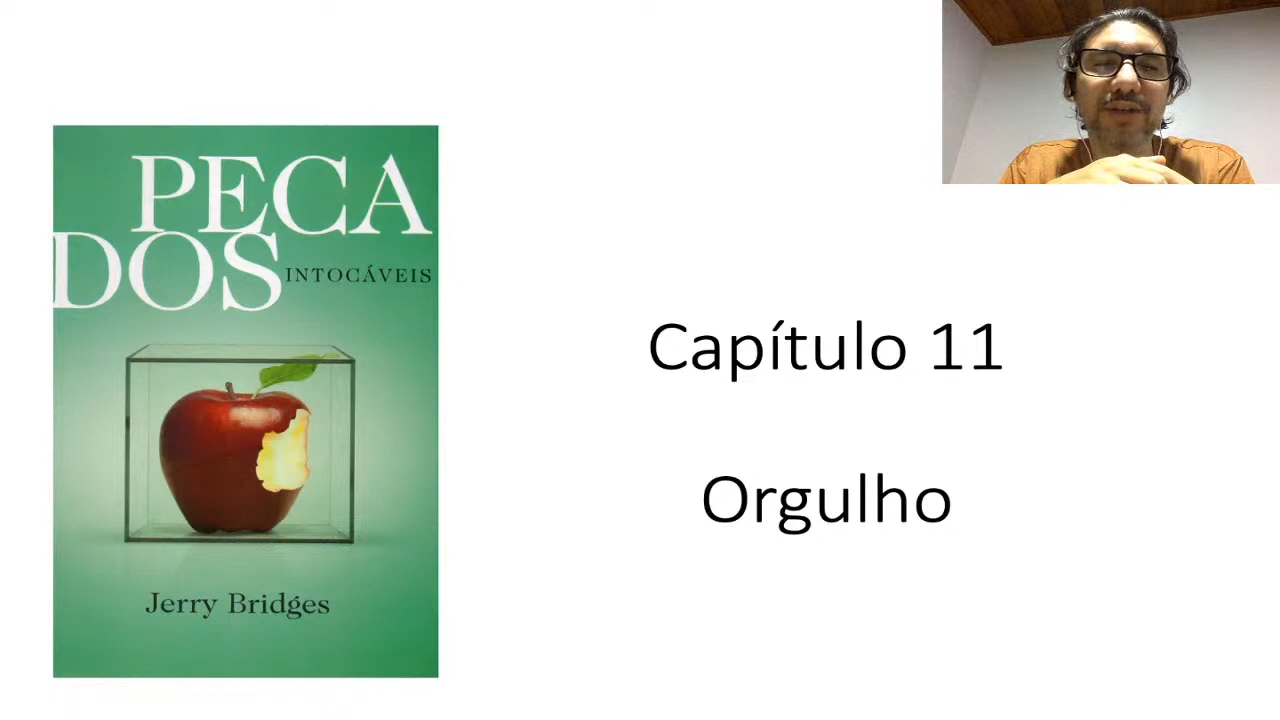 PECA
DOS
INTOCÁVEIS
Jerry Bridges
Capítulo 11
Orgulho